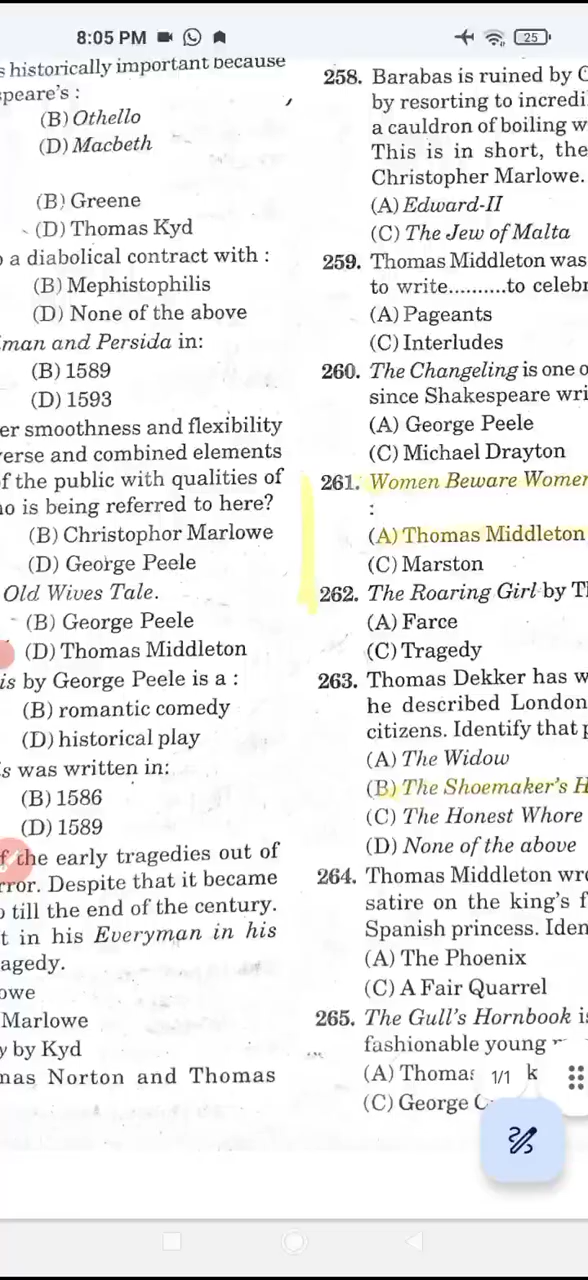 8:05 PM
25
s historically important because
speare's :
(B) Othello
(D) Macbeth
(B) Greene
(D) Thomas Kyd
a diabolical contract with :
(B) Mephistophilis
(D) None of the above
man and Persida in:
(B) 1589
(D) 1593
er smoothness and flexibility
verse and combined elements
f the public with qualities of
o is being referred to here?
(B) Christophor Marlowe
(D) George Peele
Old Wives Tale.
(B) George Peele
(D) Thomas Middleton
is by George Peele is a :
(B) romantic comedy
(D) historical play
s was written in:
(B) 1586
(D) 1589
f the early tragedies out of
rror. Despite that it became
till the end of the century.
t in his Everyman in his
agedy.
owe
Marlowe
y by Kyd
mas Norton and Thomas
258. Barabas is ruined by
by resorting to incredi
a cauldron of boiling w
This is in short, the
Christopher Marlowe.
(A) Edward-II
(C) The Jew of Malta
259. Thomas Middleton was
to write..........to celebr
(A) Pageants
(C) Interludes
260. The Changeling is one o
since Shakespeare wri
(A) George Peele
(C) Michael Drayton
261. Women Beware Women
:
(A) Thomas Middleton
(C) Marston
262. The Roaring Girl by T
(A) Farce
(C) Tragedy
263. Thomas Dekker has w
he described London
citizens. Identify that p
(A) The Widow
(B) The Shoemaker's H
(C) The Honest Whore
(D) None of the above
264. Thomas Middleton wr
satire on the king's f
Spanish princess. Iden
(A) The Phoenix
(C) A Fair Quarrel
265. The Gull's Hornbook is
fashionable young
(A) Thomas k
(C) George
1/1